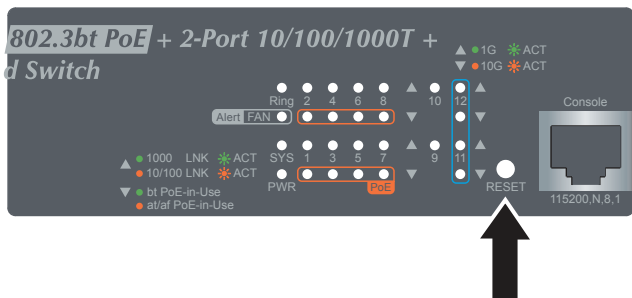 802.3bt PoE + 2-Port 10/100/1000T +
d Switch
1G ACT
10G ACT
Ring 2 4 6 8 10 12
Alert FAN
Console
1000 LNK ACT
10/100 LNK ACT
SYS 1 3 5 7 9 11
PWR PoE
RESET
bt PoE-in-Use
at/af PoE-in-Use
115200,N,8,1